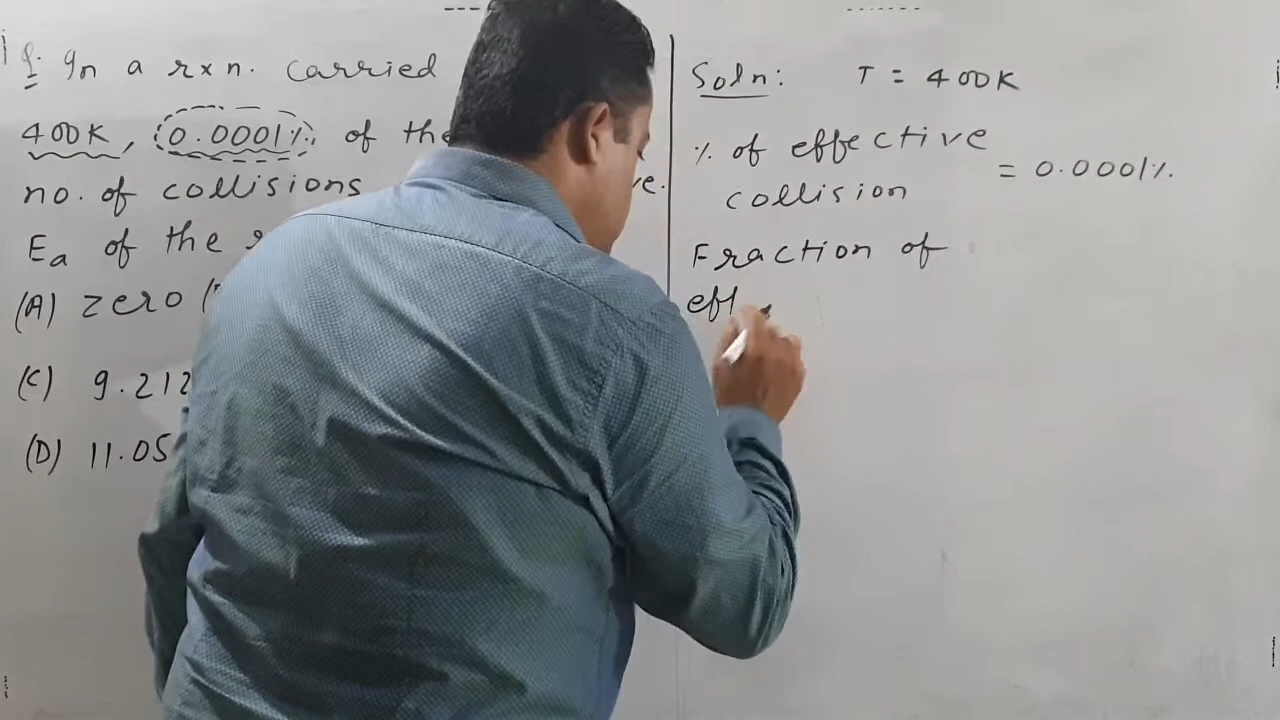 Q. In a rxn. carried
400K, 0.0001% of the
no. of collisions
Ea of the
(A) zero
(C) 9.212
(D) 11.05
Soln: T = 400K
% of effective
collision = 0.0001%
Fraction of
eff